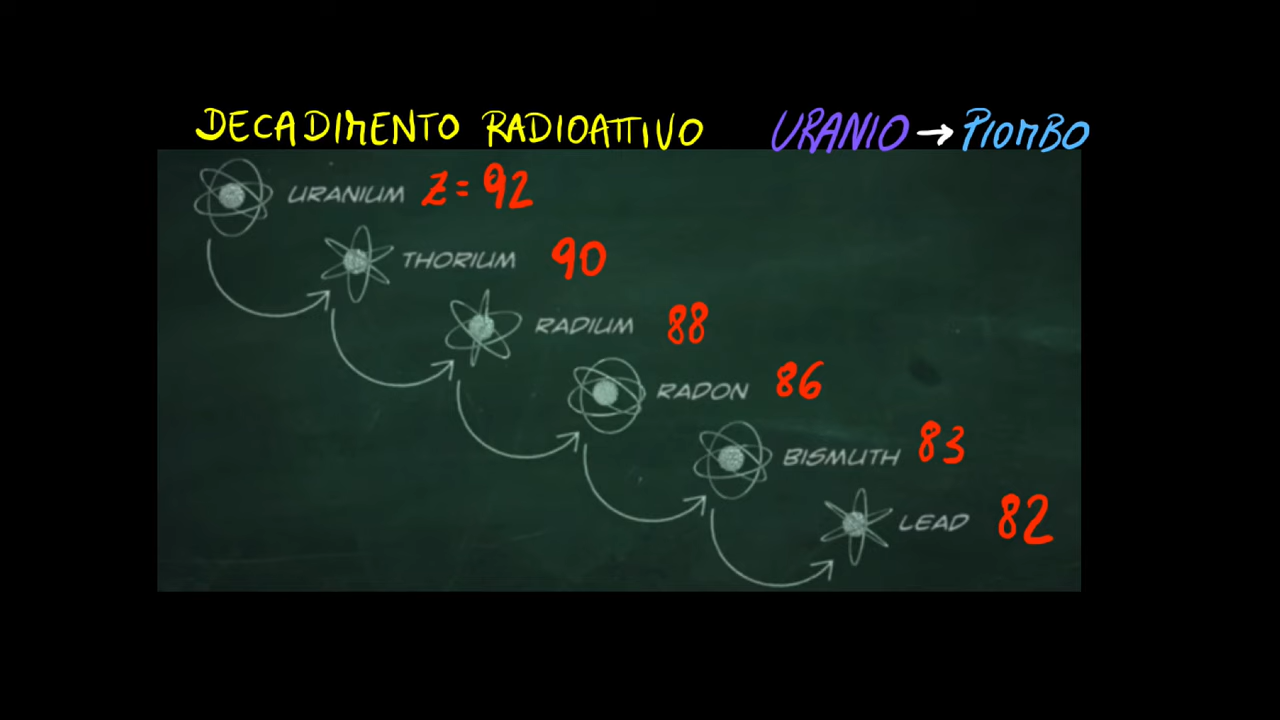 DECADIMENTO RADIOATTIVO URANIO → PIOMBO
URANIUM Z = 92
THORIUM 90
RADIUM 88
RADON 86
BISMUTH 83
LEAD 82